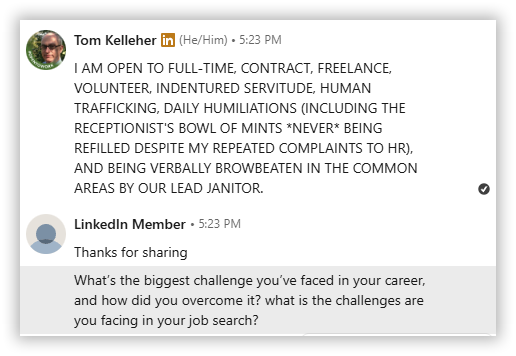 Tom Kelleher in (He/Him) • 5:23 PM
I AM OPEN TO FULL-TIME, CONTRACT, FREELANCE,
VOLUNTEER, INDENTURED SERVITUDE, HUMAN
TRAFFICKING, DAILY HUMILIATIONS (INCLUDING THE
RECEPTIONIST'S BOWL OF MINTS *NEVER* BEING
REFILLED DESPITE MY REPEATED COMPLAINTS TO HR),
AND BEING VERBALLY BROWBEATEN IN THE COMMON
AREAS BY OUR LEAD JANITOR.
LinkedIn Member • 5:23 PM
Thanks for sharing
What's the biggest challenge you've faced in your career,
and how did you overcome it? what is the challenges are
you facing in your job search?